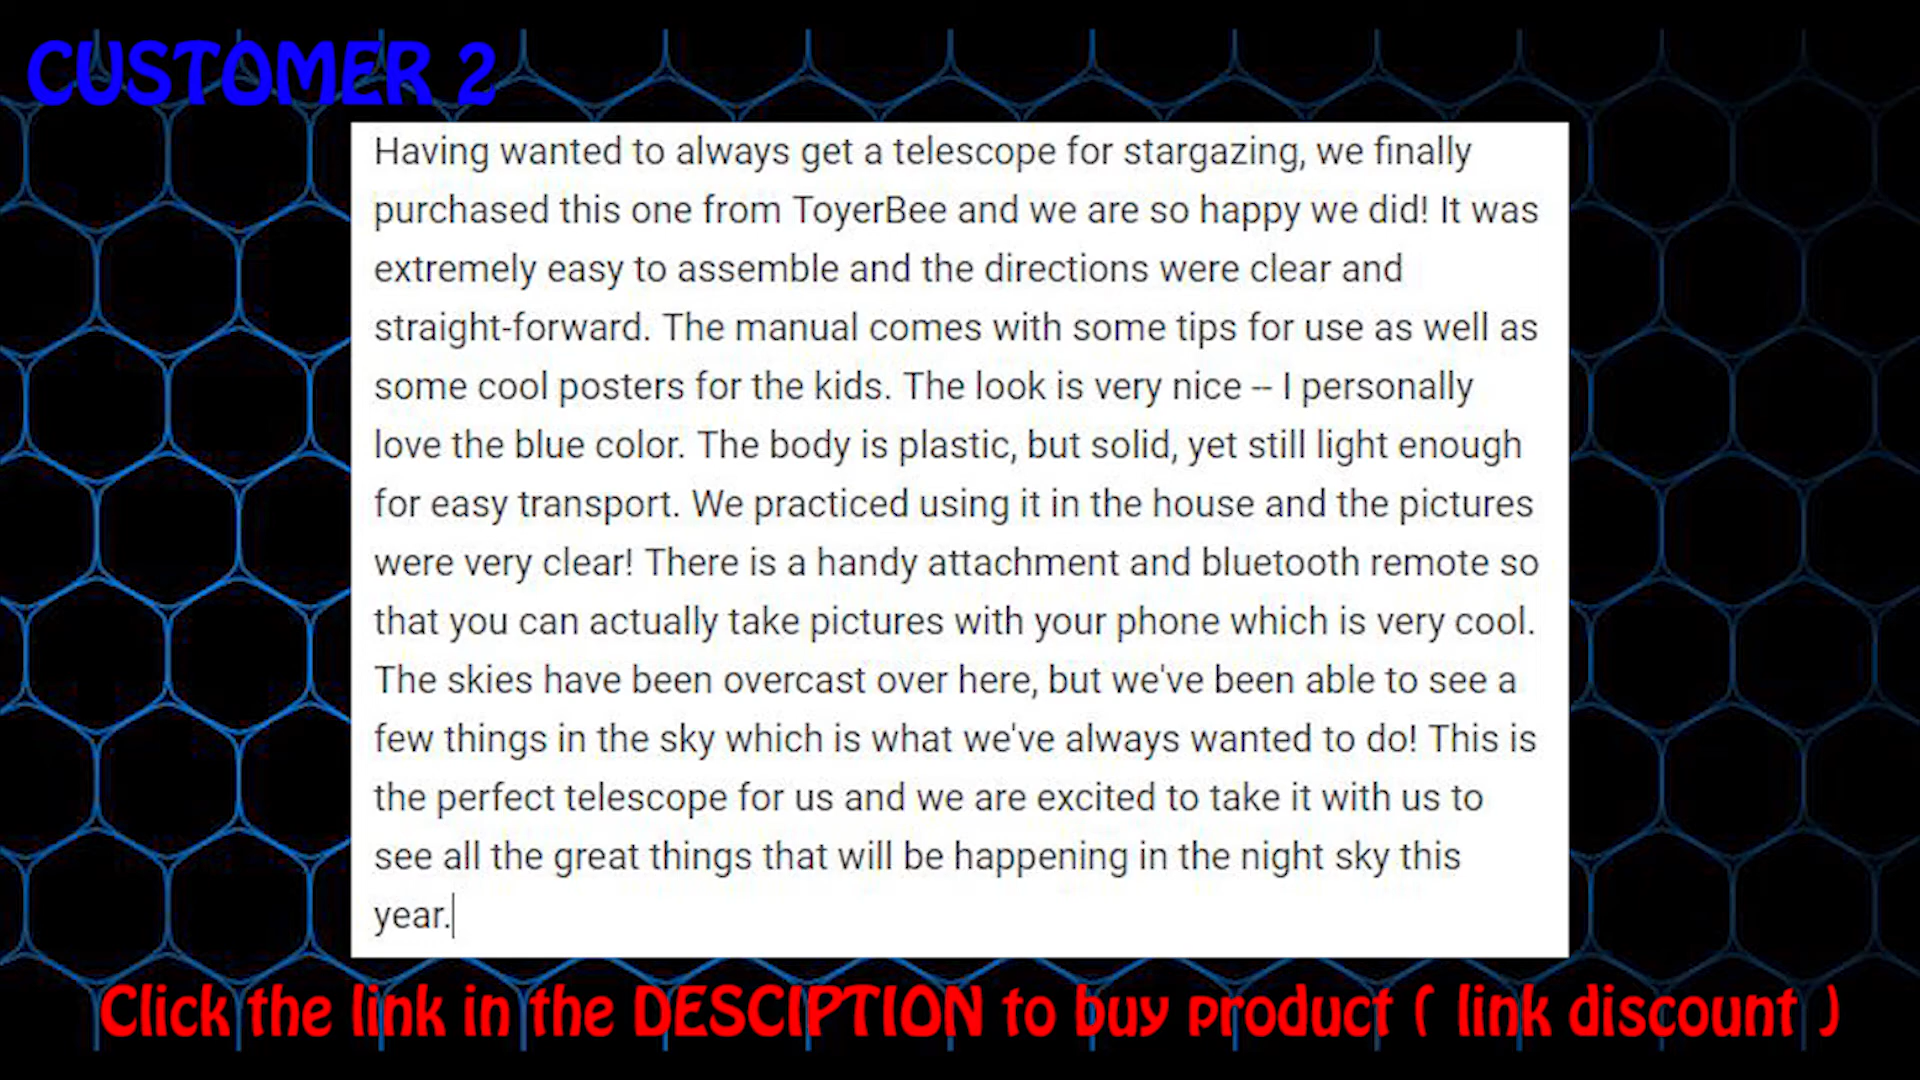 CUSTOMER 2
Having wanted to always get a telescope for stargazing, we finally
purchased this one from ToyerBee and we are so happy we did! It was
extremely easy to assemble and the directions were clear and
straight-forward. The manual comes with some tips for use as well as
some cool posters for the kids. The look is very nice -- I personally
love the blue color. The body is plastic, but solid, yet still light enough
for easy transport. We practiced using it in the house and the pictures
were very clear! There is a handy attachment and bluetooth remote so
that you can actually take pictures with your phone which is very cool.
The skies have been overcast over here, but we've been able to see a
few things in the sky which is what we've always wanted to do! This is
the perfect telescope for us and we are excited to take it with us to
see all the great things that will be happening in the night sky this
year.
Click the link in the DESCIPTION to buy product ( link discount )